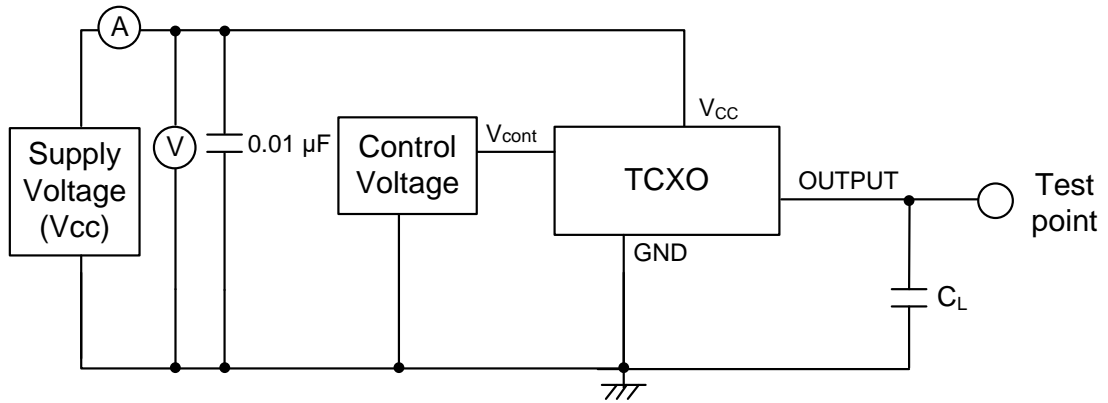 A
V
0.01 µF
Supply
Voltage
(Vcc)
Control
Voltage
Vcont
VCC
TCXO
GND
OUTPUT
Test
point
CL